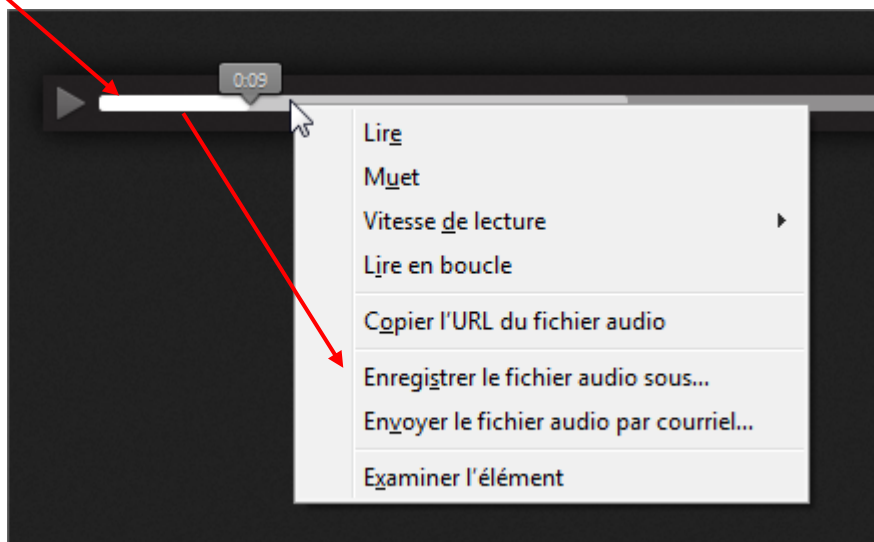 0:09
Lire
Muet
Vitesse de lecture
Lire en boucle
Copier l'URL du fichier audio
Enregistrer le fichier audio sous...
Envoyer le fichier audio par courriel...
Examiner l'élément